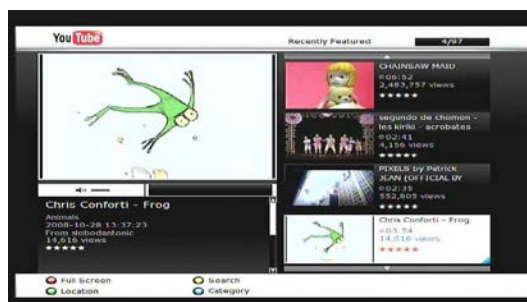 YouTube
Recently Featured 4/97
CHAINSAW MAID
06:52
2,483,757 views
segundo de chomon -
les kiriki - acrobates
02:41
4,156 views
PIXELS by Patrick
JEAN (OFFICIAL BY
02:35
552,805 views
Chris Conforti - Frog
03:54
14,616 views
Chris Conforti - Frog
Animals
2008-10-28 13:37:23
From slobodantonic
14,616 views
Full Screen
Search
Location
Category